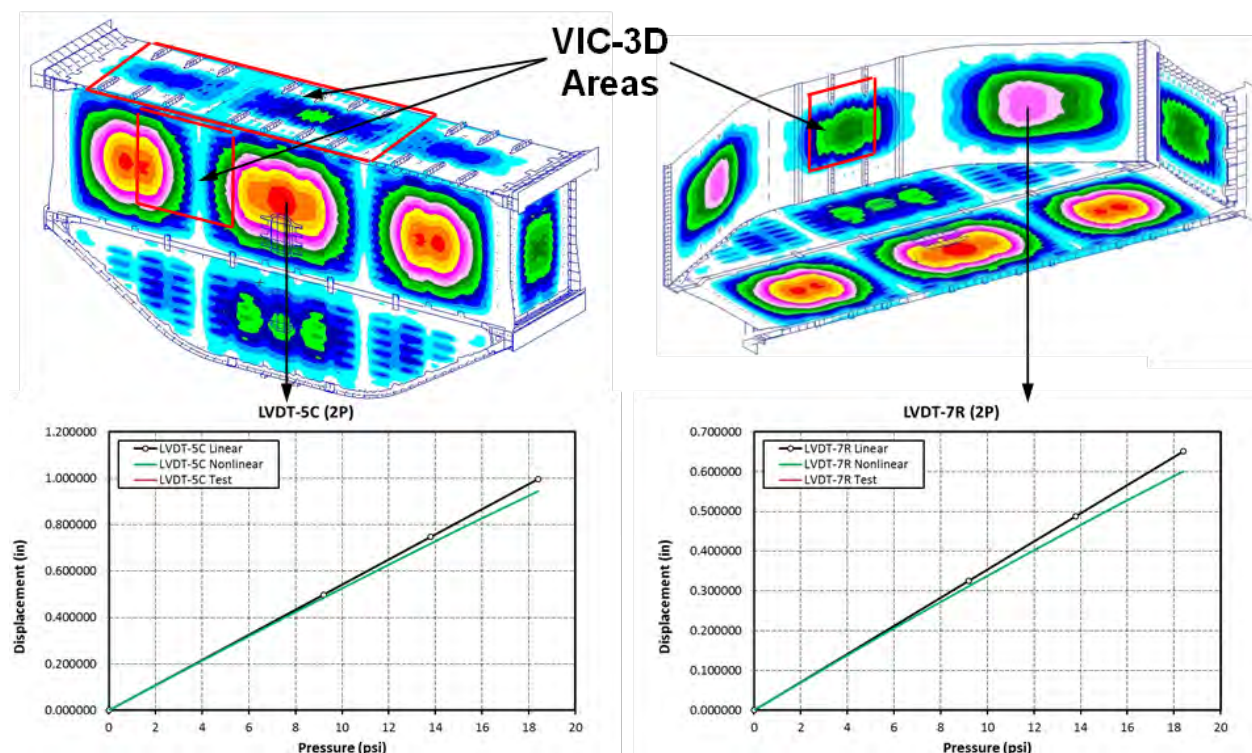 VIC-3D
Areas
LVDT-5C (2P)
LVDT-5C Linear
LVDT-5C Nonlinear
LVDT-5C Test
Displacement (in)
1.200000
1.000000
0.800000
0.600000
0.400000
0.200000
0.000000
0 2 4 6 8 10 12 14 16 18 20
Pressure (psi)
LVDT-7R (2P)
LVDT-7R Linear
LVDT-7R Nonlinear
LVDT-7R Test
Displacement (in)
0.700000
0.600000
0.500000
0.400000
0.300000
0.200000
0.100000
0.000000
0 2 4 6 8 10 12 14 16 18 20
Pressure (psi)